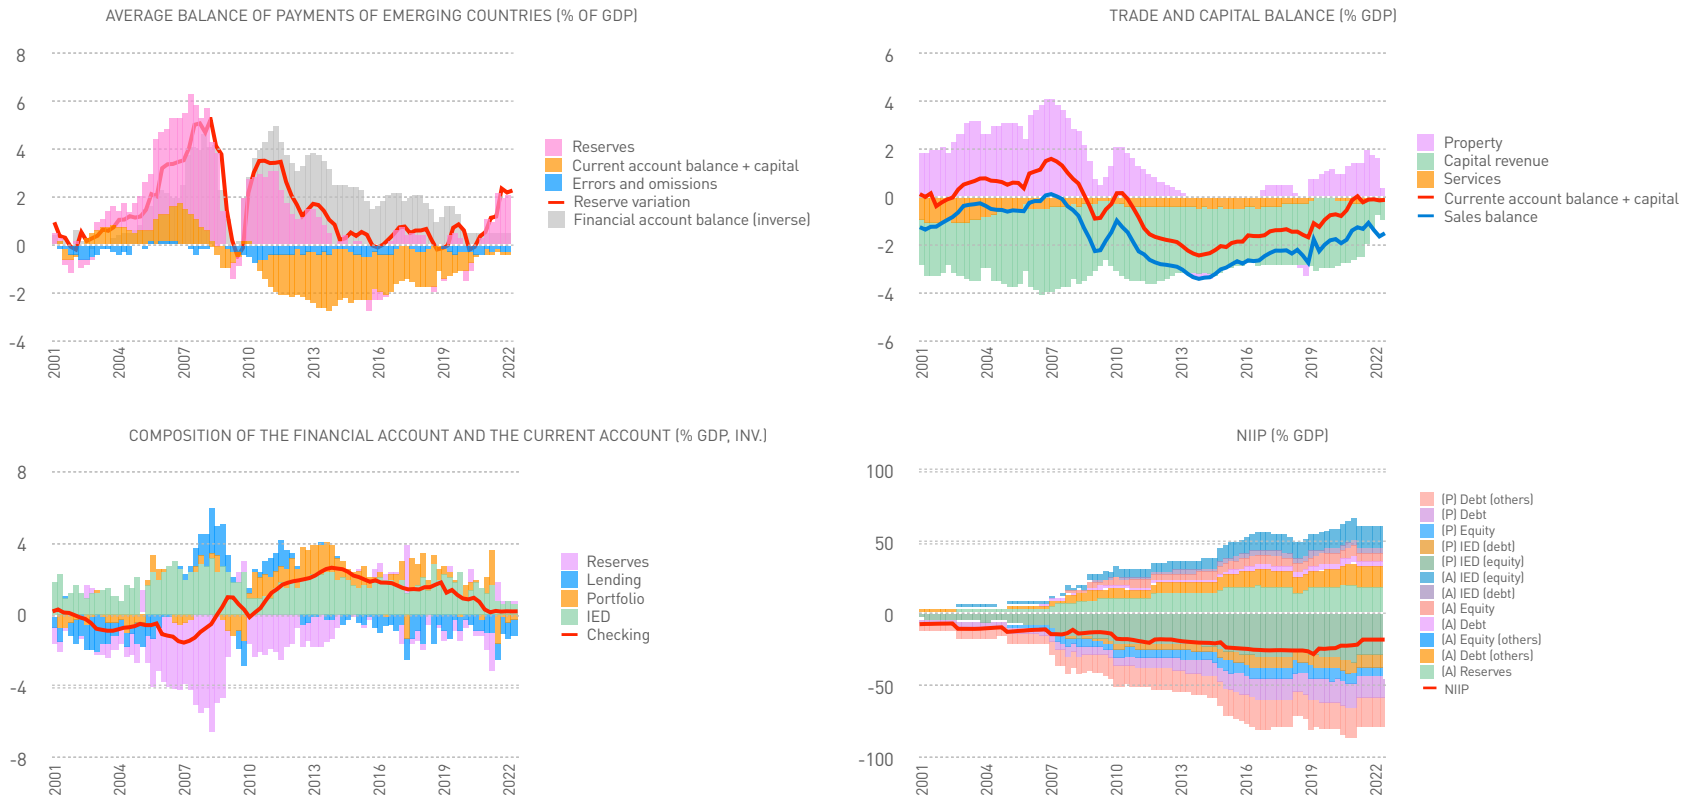 AVERAGE BALANCE OF PAYMENTS OF EMERGING COUNTRIES (% OF GDP)
8
6
4
2
0
-2
-4
2001
2004
2007
2010
2013
2016
2019
2022
Reserves
Current account balance + capital
Errors and omissions
Reserve variation
Financial account balance (inverse)
TRADE AND CAPITAL BALANCE (% GDP)
6
4
2
0
-2
-4
-6
2001
2004
2007
2010
2013
2016
2019
2022
Property
Capital revenue
Services
Currente account balance + capital
Sales balance
COMPOSITION OF THE FINANCIAL ACCOUNT AND THE CURRENT ACCOUNT (% GDP, INV.)
8
4
0
-4
-8
2001
2004
2007
2010
2013
2016
2019
2022
Reserves
Lending
Portfolio
IED
Checking
NIIP (% GDP)
100
50
0
-50
-100
2001
2004
2007
2010
2013
2016
2019
2022
(P) Debt (others)
(P) Debt
(P) Equity
(P) IED (debt)
(P) IED (equity)
(A) IED (equity)
(A) IED (debt)
(A) Equity
(A) Debt
(A) Equity (others)
(A) Debt (others)
(A) Reserves
NIIP